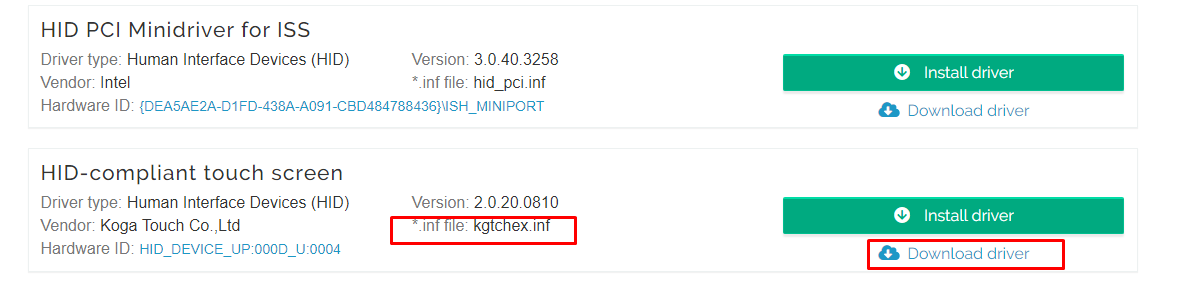 HID PCI Minidriver for ISS
Driver type: Human Interface Devices (HID) Version: 3.0.40.3258
Vendor: Intel *.inf file: hid_pci.inf
Hardware ID: {DEA5AE2A-D1FD-438A-A091-CBD484788436}\ISH_MINIPORT
Install driver
Download driver
HID-compliant touch screen
Driver type: Human Interface Devices (HID) Version: 2.0.20.0810
Vendor: Koga Touch Co.,Ltd *.inf file: kgtchex.inf
Hardware ID: HID_DEVICE_UP:000D_U:0004
Install driver
Download driver